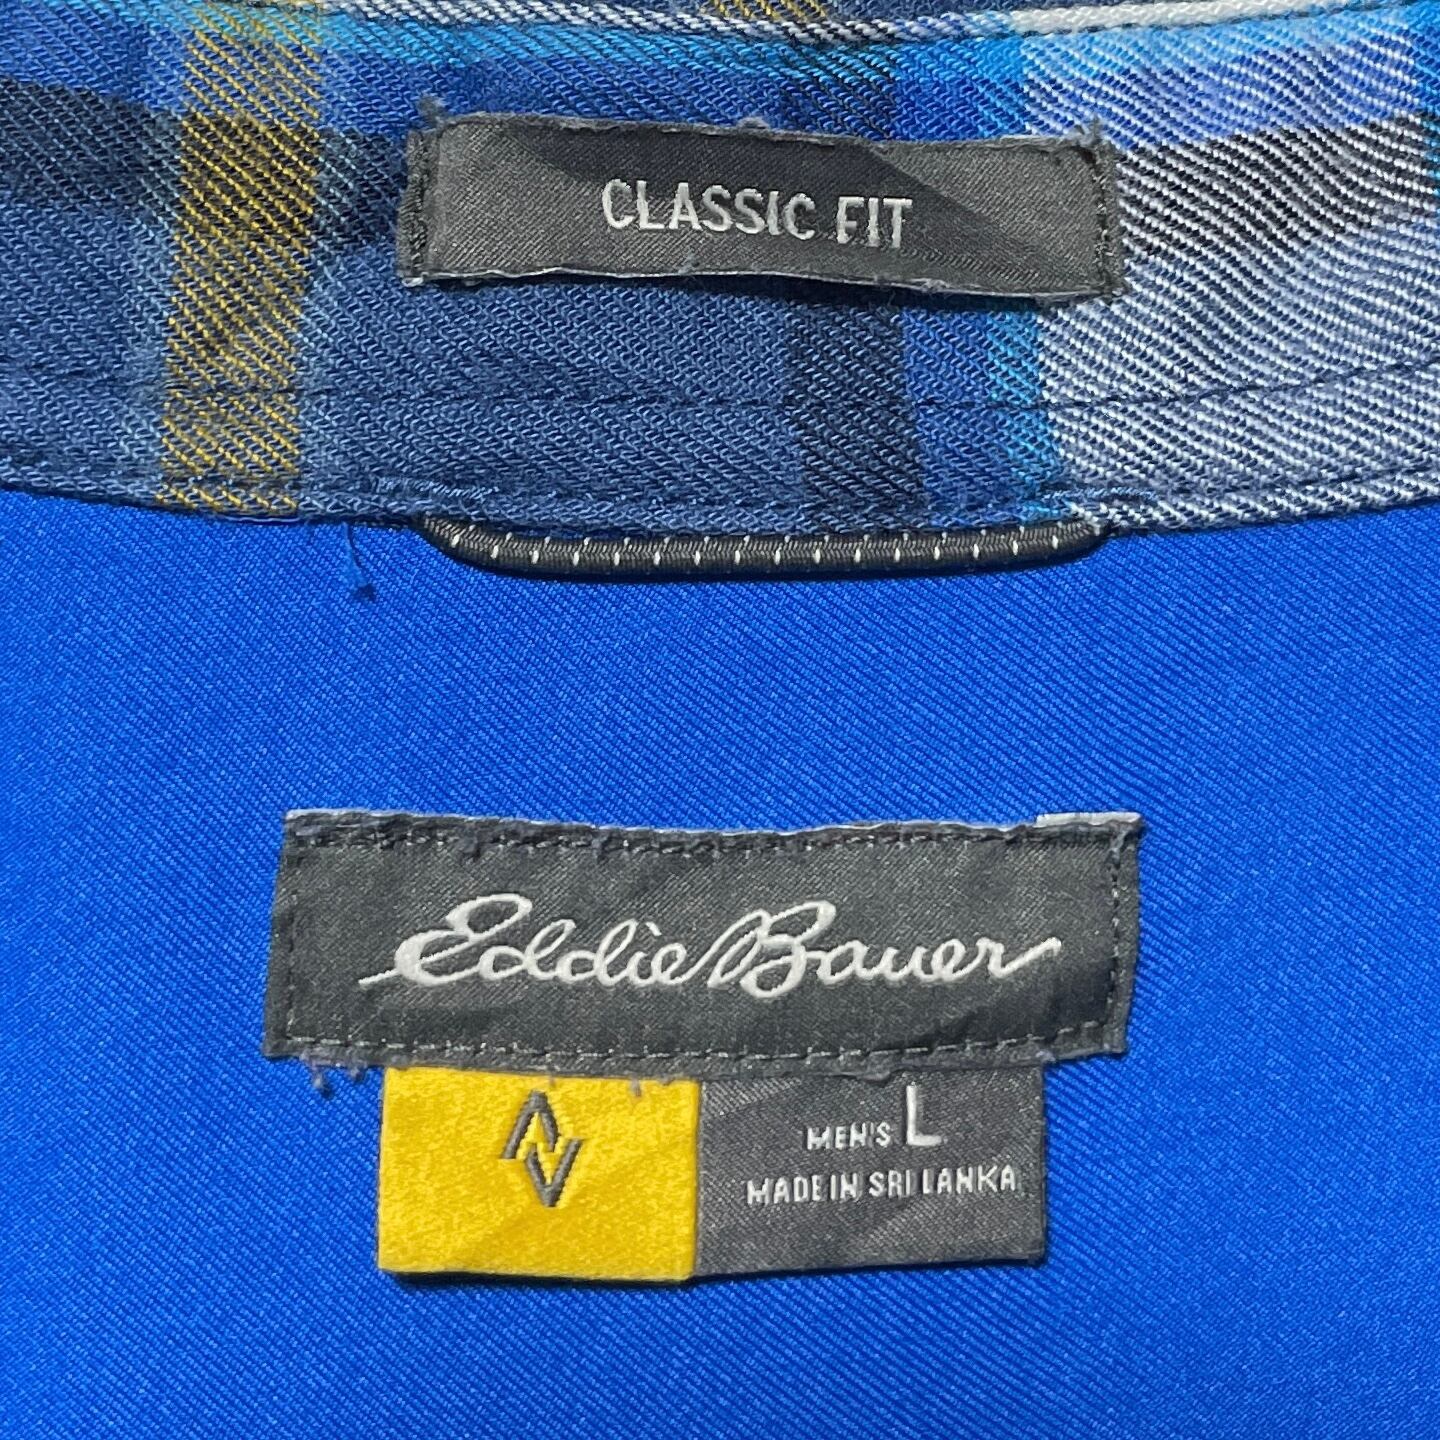 CLASSIC FIT
Eddie Bauer
MEN'S L
MADE IN SRI LANKA